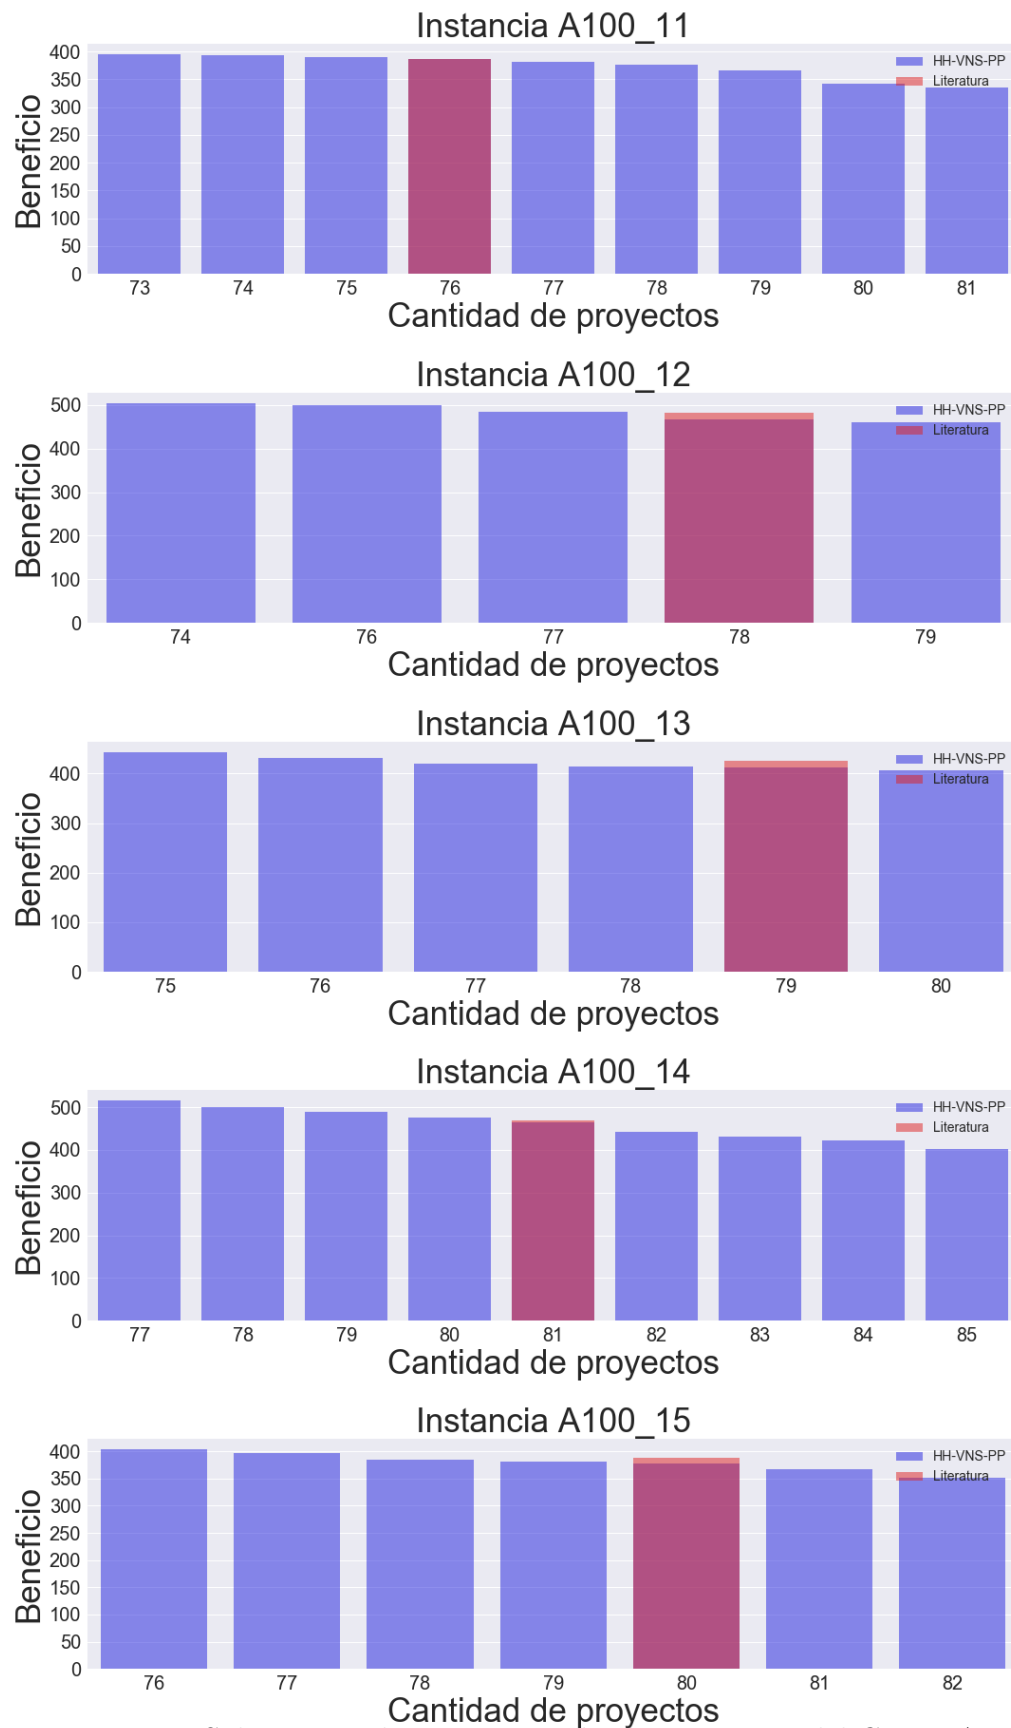 Instancia A100_11
400
350
300
250
200
150
100
50
0
Beneficio
HH-VNS-PP
Literatura
73 74 75 76 77 78 79 80 81
Cantidad de proyectos
Instancia A100_12
500
400
300
200
100
0
Beneficio
HH-VNS-PP
Literatura
74 76 77 78 79
Cantidad de proyectos
Instancia A100_13
400
300
200
100
0
Beneficio
HH-VNS-PP
Literatura
75 76 77 78 79 80
Cantidad de proyectos
Instancia A100_14
500
400
300
200
100
0
Beneficio
HH-VNS-PP
Literatura
77 78 79 80 81 82 83 84 85
Cantidad de proyectos
Instancia A100_15
400
350
300
250
200
150
100
50
0
Beneficio
HH-VNS-PP
Literatura
76 77 78 79 80 81 82
Cantidad de proyectos